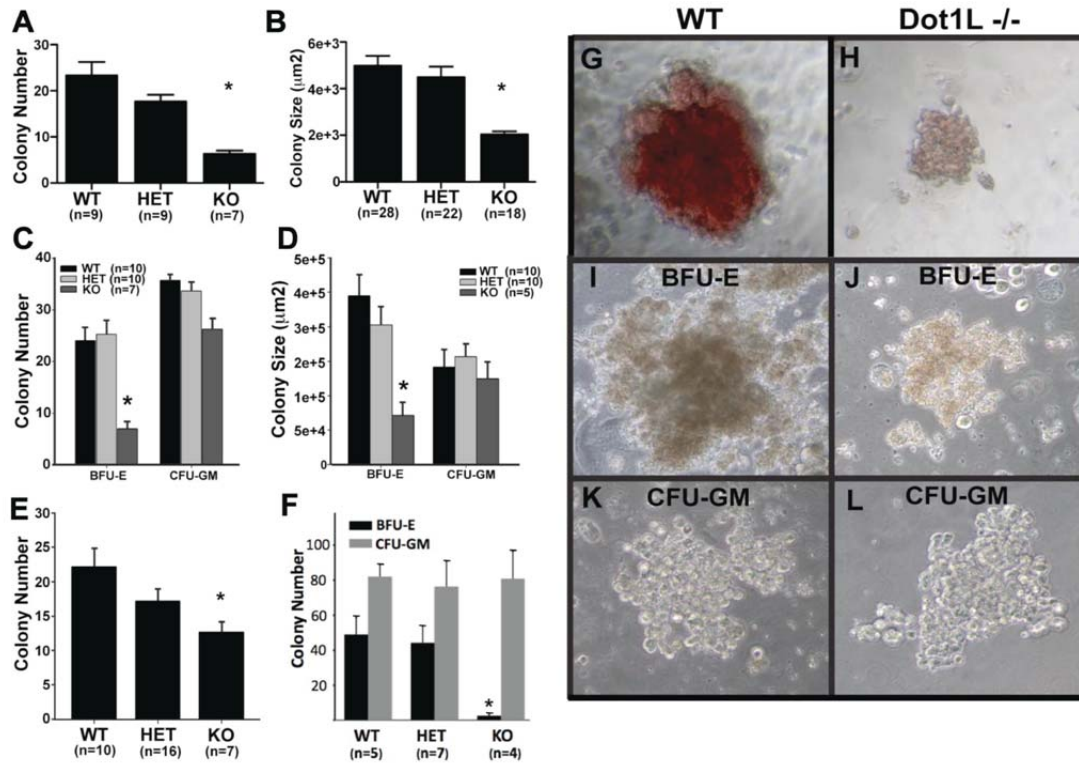 A
Colony Number
30
20
10
0
WT
(n=9)
HET
(n=9)
KO
(n=7)
*
B
Colony Size (μm2)
6e+3
4e+3
2e+3
0
WT
(n=28)
HET
(n=22)
KO
(n=18)
*
C
Colony Number
40
30
20
10
0
WT (n=10)
HET (n=10)
KO (n=7)
*
BFU-E
CFU-GM
D
Colony Size (μm2)
5e+5
4e+5
3e+5
2e+5
1e+5
5e+4
0
WT (n=10)
HET (n=10)
KO (n=5)
*
BFU-E
CFU-GM
E
Colony Number
30
25
20
15
10
5
0
WT
(n=10)
HET
(n=16)
KO
(n=7)
*
F
Colony Number
100
80
60
40
20
BFU-E
CFU-GM
WT
(n=5)
HET
(n=7)
KO
(n=4)
*
WT
Dot1L -/-
G
H
I
BFU-E
J
BFU-E
K
CFU-GM
L
CFU-GM